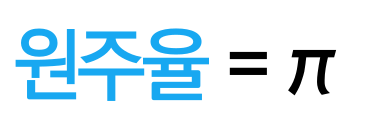 원주율 = π